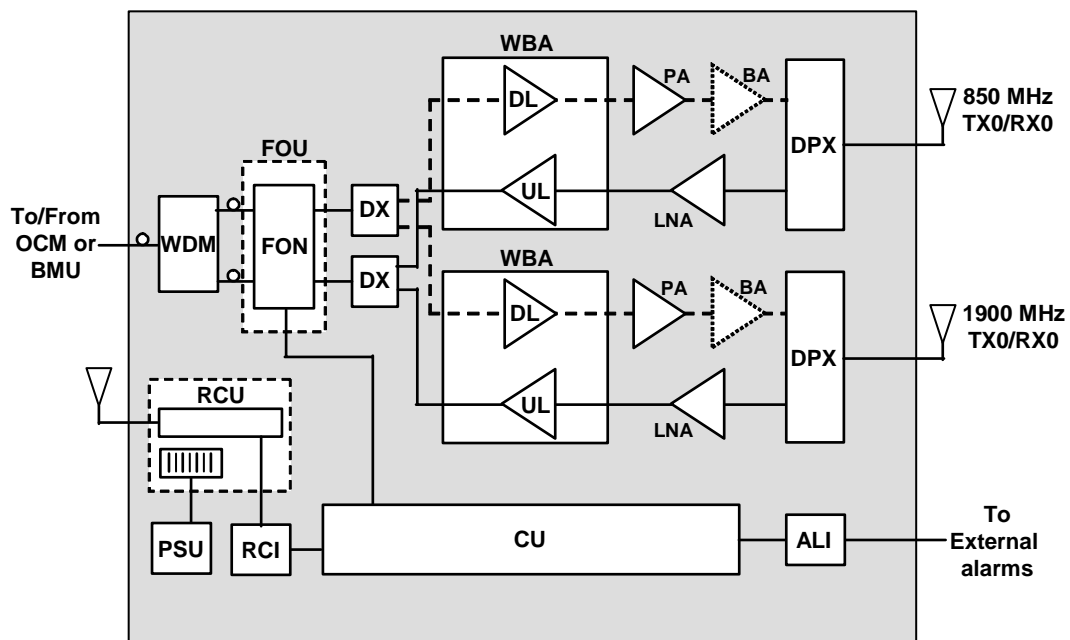 WBA
PA
BA
DL
850 MHz
TX0/RX0
DPX
FOU
DX
UL
LNA
To/From
OCM or
BMU
WDM
FON
WBA
DX
PA
BA
DL
1900 MHz
TX0/RX0
DPX
RCU
UL
LNA
PSU
RCI
CU
ALI
To
External
alarms